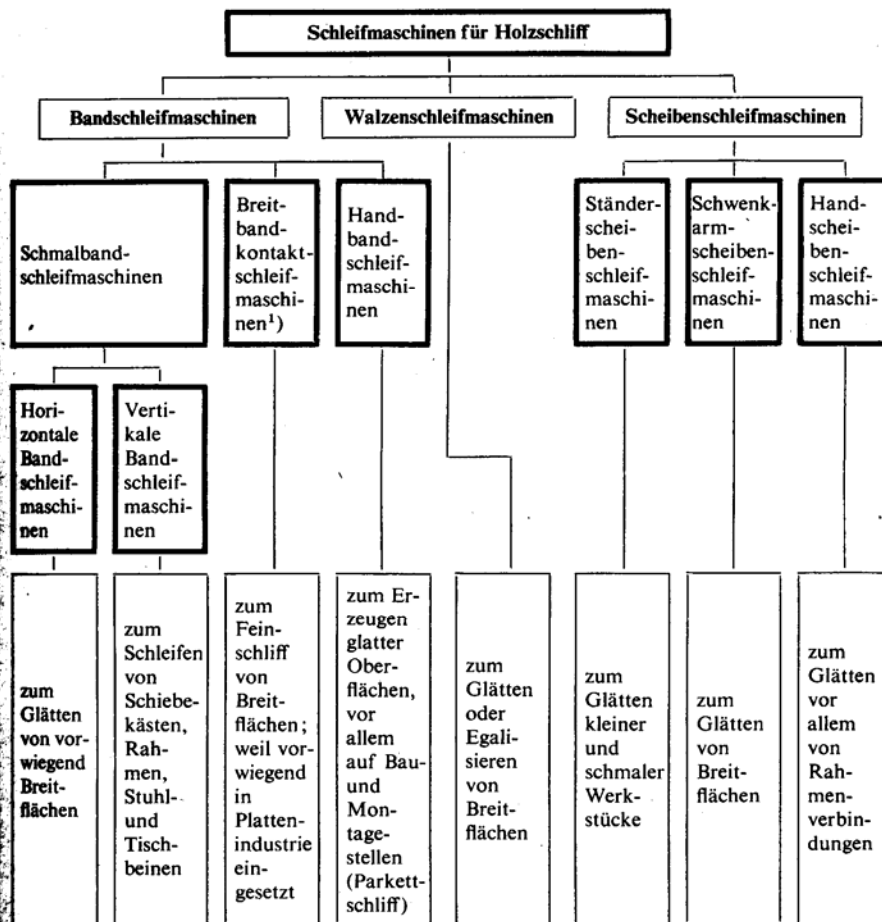 Schleifmaschinen für Holzschliff
Bandschleifmaschinen
Walzenschleifmaschinen
Scheibenschleifmaschinen
Schmalband-
schleifmaschinen
Breit-
band-
kontakt-
schleif-
maschi-
nen¹)
Hand-
band-
schleif-
maschi-
nen
Ständer-
schei-
ben-
schleif-
maschi-
nen
Schwenk-
arm-
scheiben-
schleif-
maschi-
nen
Hand-
schei-
ben-
schleif-
maschi-
nen
Hori-
zontale
Band-
schleif-
maschi-
nen
Verti-
kale
Band-
schleif-
maschi-
nen
zum
Glätten
von vor-
wiegend
Breit-
flächen
zum
Schleifen
von
Schiebe-
kästen,
Rah-
men,
Stuhl-
und
Tisch-
beinen
zum
Fein-
schliff
von
Breit-
flächen;
weil vor-
wiegend
in
Platten-
industrie
ein-
gesetzt
zum Er-
zeugen
glatter
Ober-
flächen,
vor
allem
auf Bau-
und
Mon-
tage-
stellen
(Parkett-
schliff)
zum
Glätten
oder
Egali-
sieren
von
Breit-
flächen
zum
Glätten
kleiner
und
schmaler
Werk-
stücke
zum
Glätten
von
Breit-
flächen
zum
Glätten
vor
allem
von
Rah-
men-
verbin-
dungen